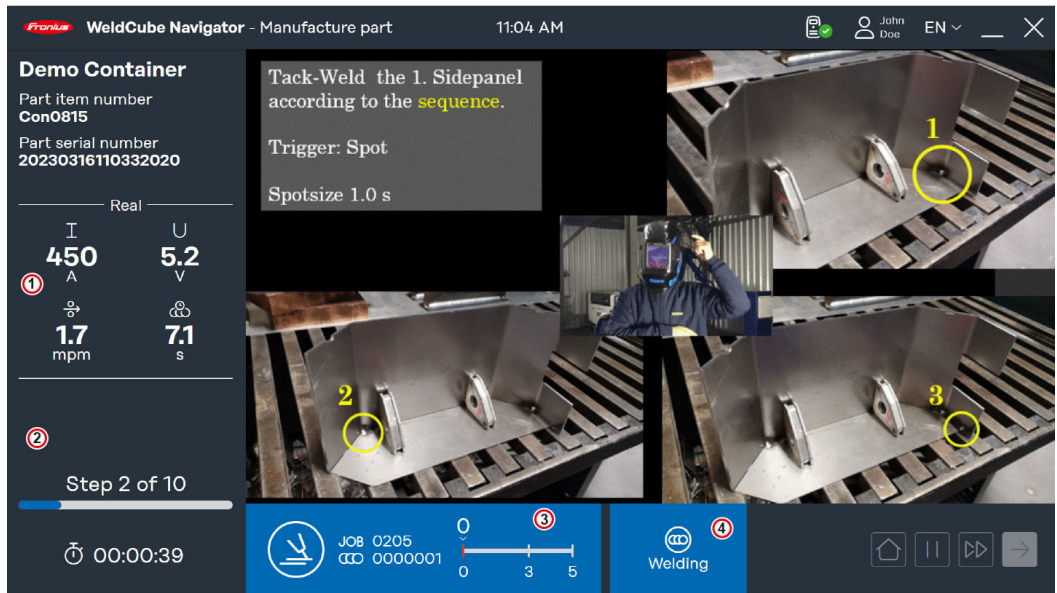 Fronius WeldCube Navigator - Manufacture part 11:04 AM John Doe EN
Demo Container
Part item number
Con0815
Part serial number
20230316110332020
Real
I U
450 5.2
A V
1.7 7.1
mpm s
1
2
Step 2 of 10
00:00:39
Tack-Weld the 1. Sidepanel
according to the sequence.
Trigger: Spot
Spotsize 1.0 s
1
2
3
JOB 0205
0000001
0
0 3 5
3
Welding
4